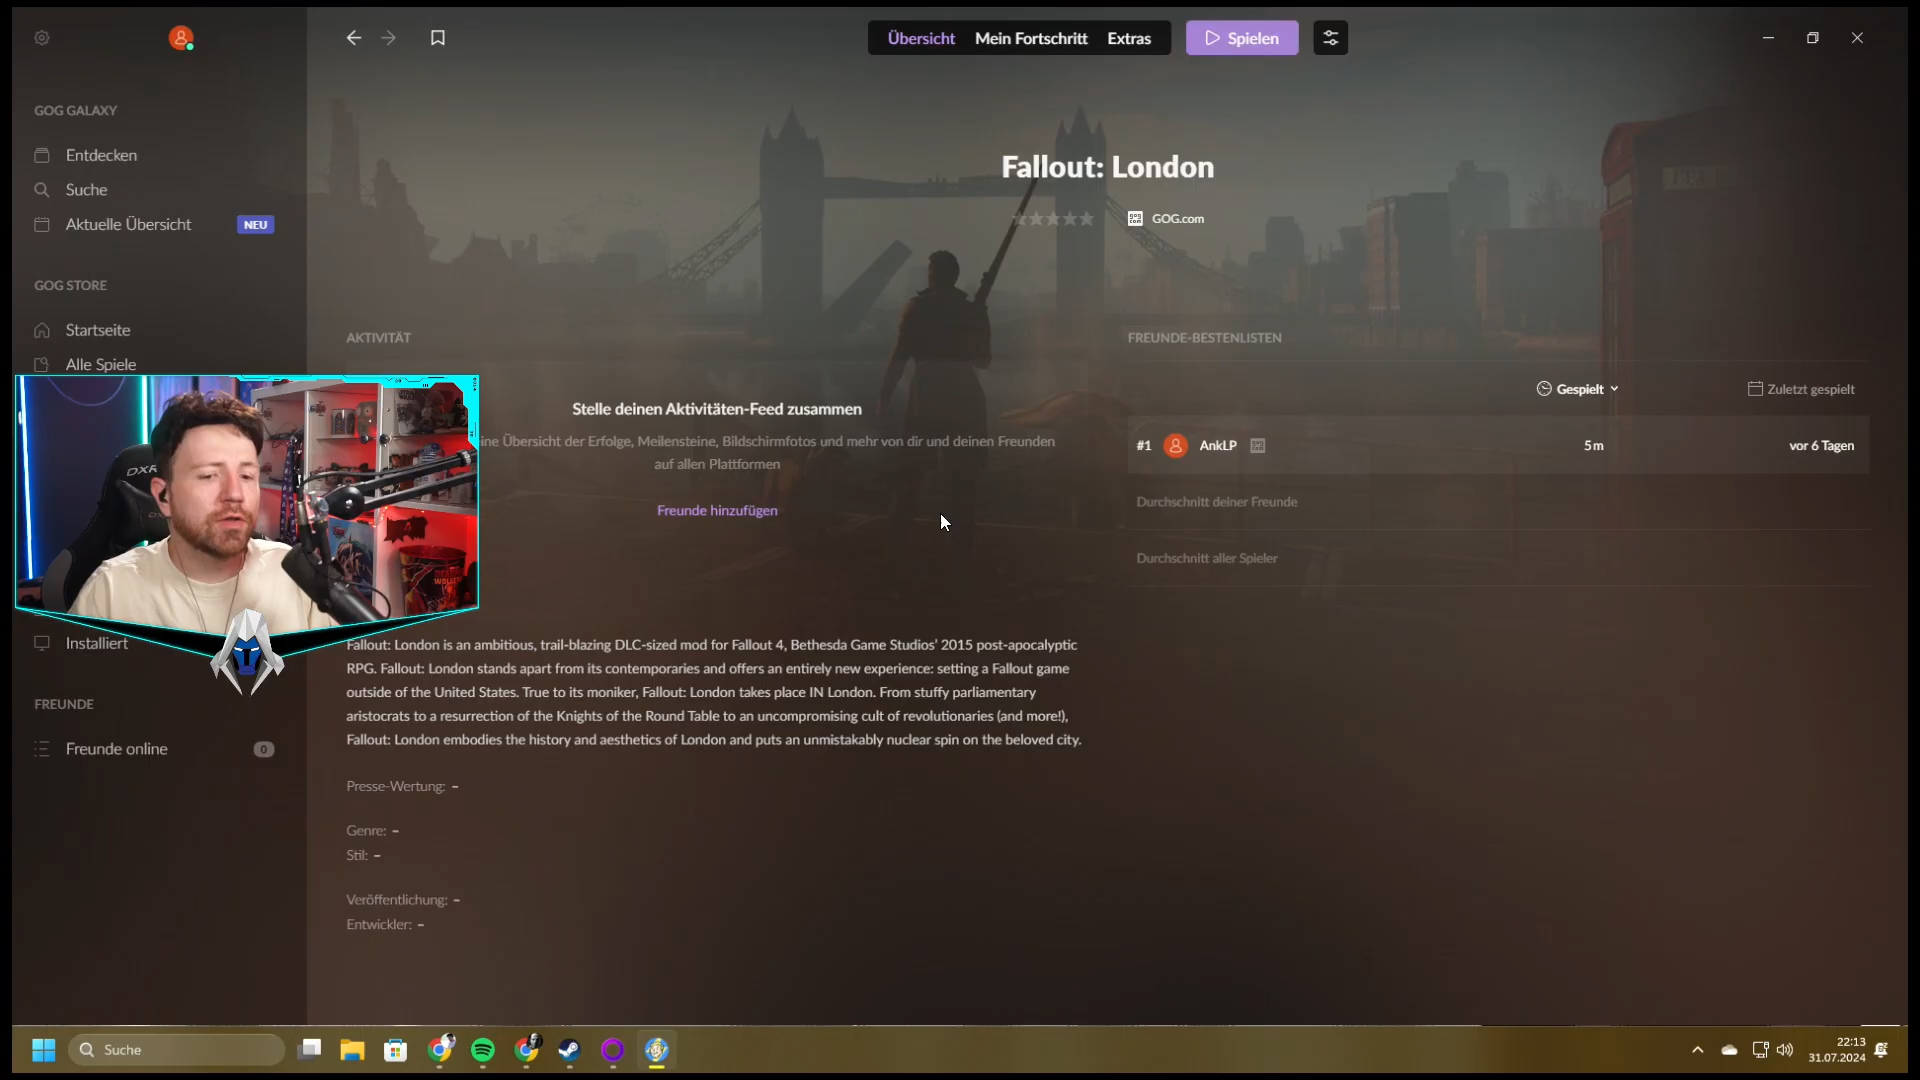 Übersicht
Mein Fortschritt
Extras
Spielen
GOG GALAXY
Entdecken
Suche
Aktuelle Übersicht
NEU
GOG STORE
Startseite
Alle Spiele
Installiert
FREUNDE
Freunde online
0
Fallout: London
GOG.com
AKTIVITÄT
Stelle deinen Aktivitäten-Feed zusammen
ine Übersicht der Erfolge, Meilensteine, Bildschirmfotos und mehr von dir und deinen Freunden
auf allen Plattformen
Freunde hinzufügen
FREUNDE-BESTENLISTEN
Gespielt
Zuletzt gespielt
#1 AnkLP 5m vor 6 Tagen
Durchschnitt deiner Freunde
Durchschnitt aller Spieler
Fallout: London is an ambitious, trail-blazing DLC-sized mod for Fallout 4, Bethesda Game Studios' 2015 post-apocalyptic
RPG. Fallout: London stands apart from its contemporaries and offers an entirely new experience: setting a Fallout game
outside of the United States. True to its moniker, Fallout: London takes place IN London. From stuffy parliamentary
aristocrats to a resurrection of the Knights of the Round Table to an uncompromising cult of revolutionaries (and more!),
Fallout: London embodies the history and aesthetics of London and puts an unmistakably nuclear spin on the beloved city.
Presse-Wertung: –
Genre: –
Stil: –
Veröffentlichung: –
Entwickler: –
Suche
22:13
31.07.2024